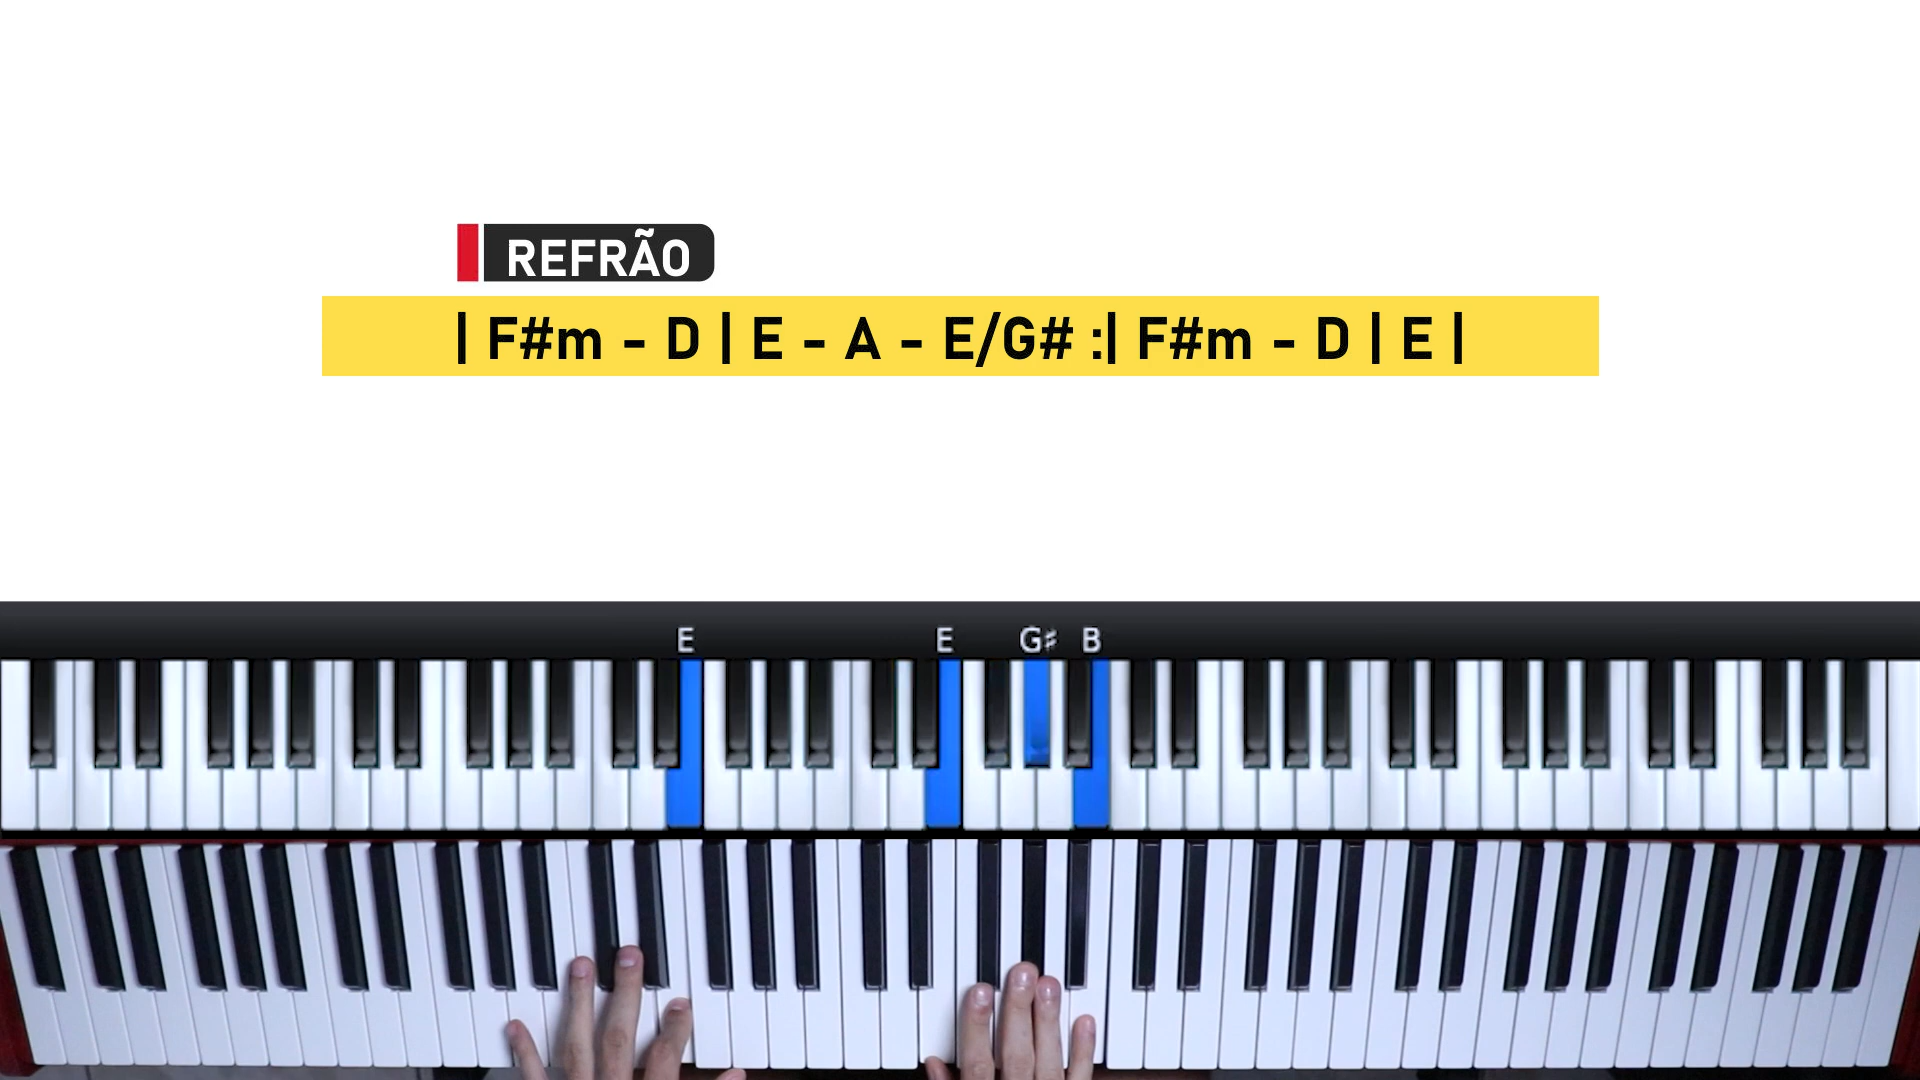 REFRÃO
| F#m - D | E - A - E/G# :| F#m - D | E |
E E G♯ B